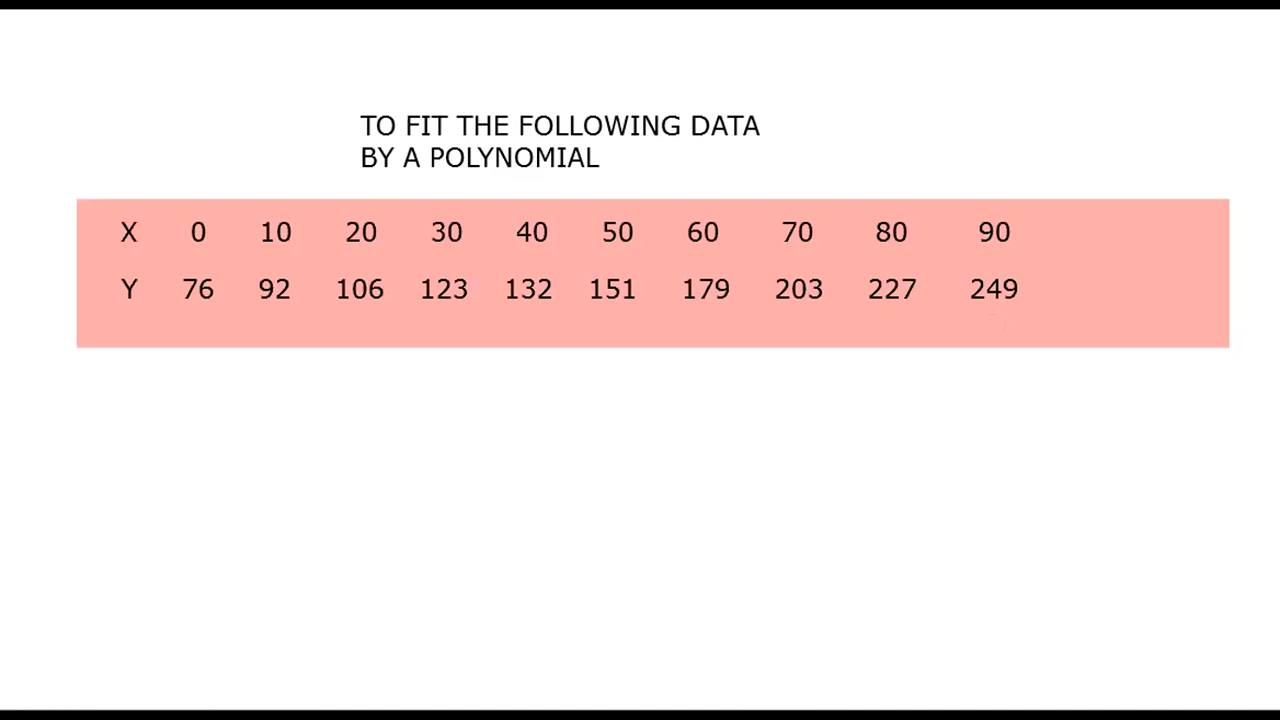 TO FIT THE FOLLOWING DATA
BY A POLYNOMIAL
X 0 10 20 30 40 50 60 70 80 90
Y 76 92 106 123 132 151 179 203 227 249